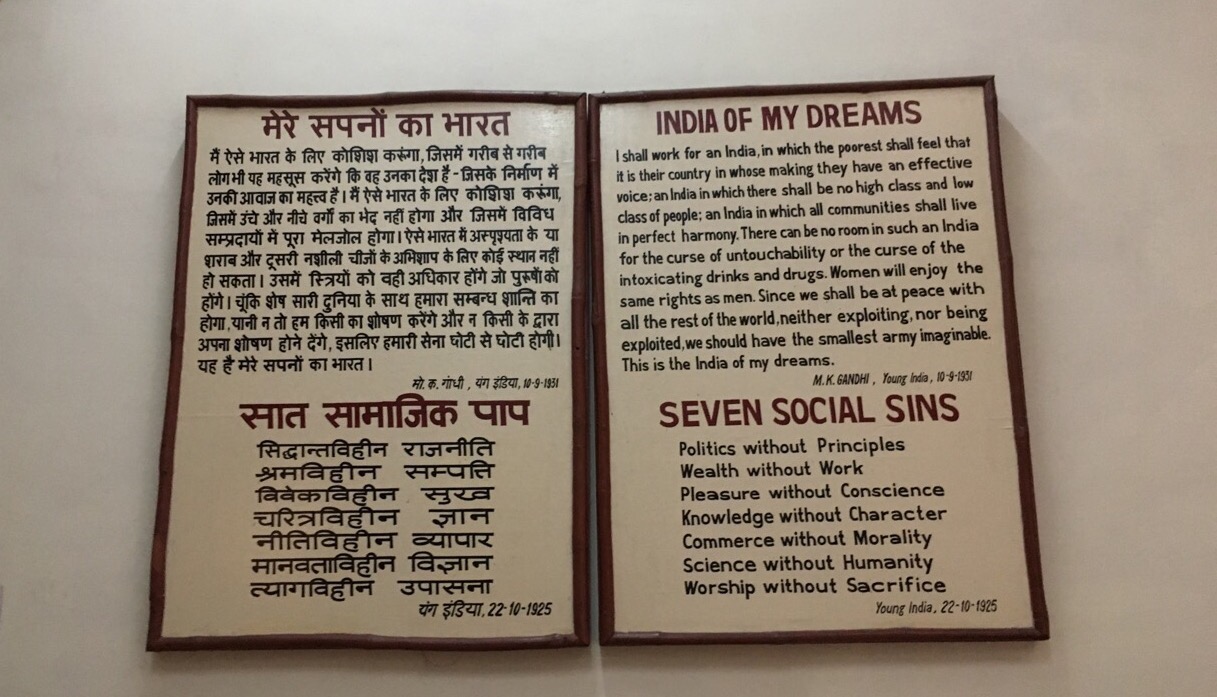 मेरे सपनों का भारत
मैं ऐसे भारत के लिए कोशिश करुंगा, जिसमें गरीब से गरीब
लोग भी यह महसूस करेंगे कि वह उनका देश है - जिसके निर्माण में
उनकी आवाज का महत्त्व है। मैं ऐसे भारत के लिए कोशिश करुंगा,
जिसमें उंचे और नीचे वर्गों का भेद नहीं होगा और जिसमें विविध
सम्प्रदायों में पूरा मेलजोल होगा। ऐसे भारत में अस्पृश्यता के या
शराब और दूसरी नशीली चीजों के अभिशाप के लिए कोई स्थान नहीं
हो सकता। उसमें स्त्रियों को वही अधिकार होंगे जो पुरूषों को
होंगे। चूंकि शेष सारी दुनिया के साथ हमारा सम्बन्ध शान्ति का
होगा, यानी न तो हम किसी का शोषण करेंगे और न किसी के द्वारा
अपना शोषण होने देंगे, इसलिए हमारी सेना छोटी से छोटी होगी।
यह है मेरे सपनों का भारत।
मो. क. गांधी, यंग इंडिया, 10-9-1931
सात सामाजिक पाप
सिद्धान्तविहीन राजनीति
श्रमविहीन सम्पत्ति
विवेकविहीन सुख
चरित्रविहीन ज्ञान
नीतिविहीन व्यापार
मानवताविहीन विज्ञान
त्यागविहीन उपासना
यंग इंडिया, 22-10-1925
INDIA OF MY DREAMS
I shall work for an India, in which the poorest shall feel that
it is their country in whose making they have an effective
voice; an India in which there shall be no high class and low
class of people; an India in which all communities shall live
in perfect harmony. There can be no room in such an India
for the curse of untouchability or the curse of the
intoxicating drinks and drugs. Women will enjoy the
same rights as men. Since we shall be at peace with
all the rest of the world, neither exploiting, nor being
exploited, we should have the smallest army imaginable.
This is the India of my dreams.
M.K. GANDHI, Young India, 10-9-1931
SEVEN SOCIAL SINS
Politics without Principles
Wealth without Work
Pleasure without Conscience
Knowledge without Character
Commerce without Morality
Science without Humanity
Worship without Sacrifice
Young India, 22-10-1925